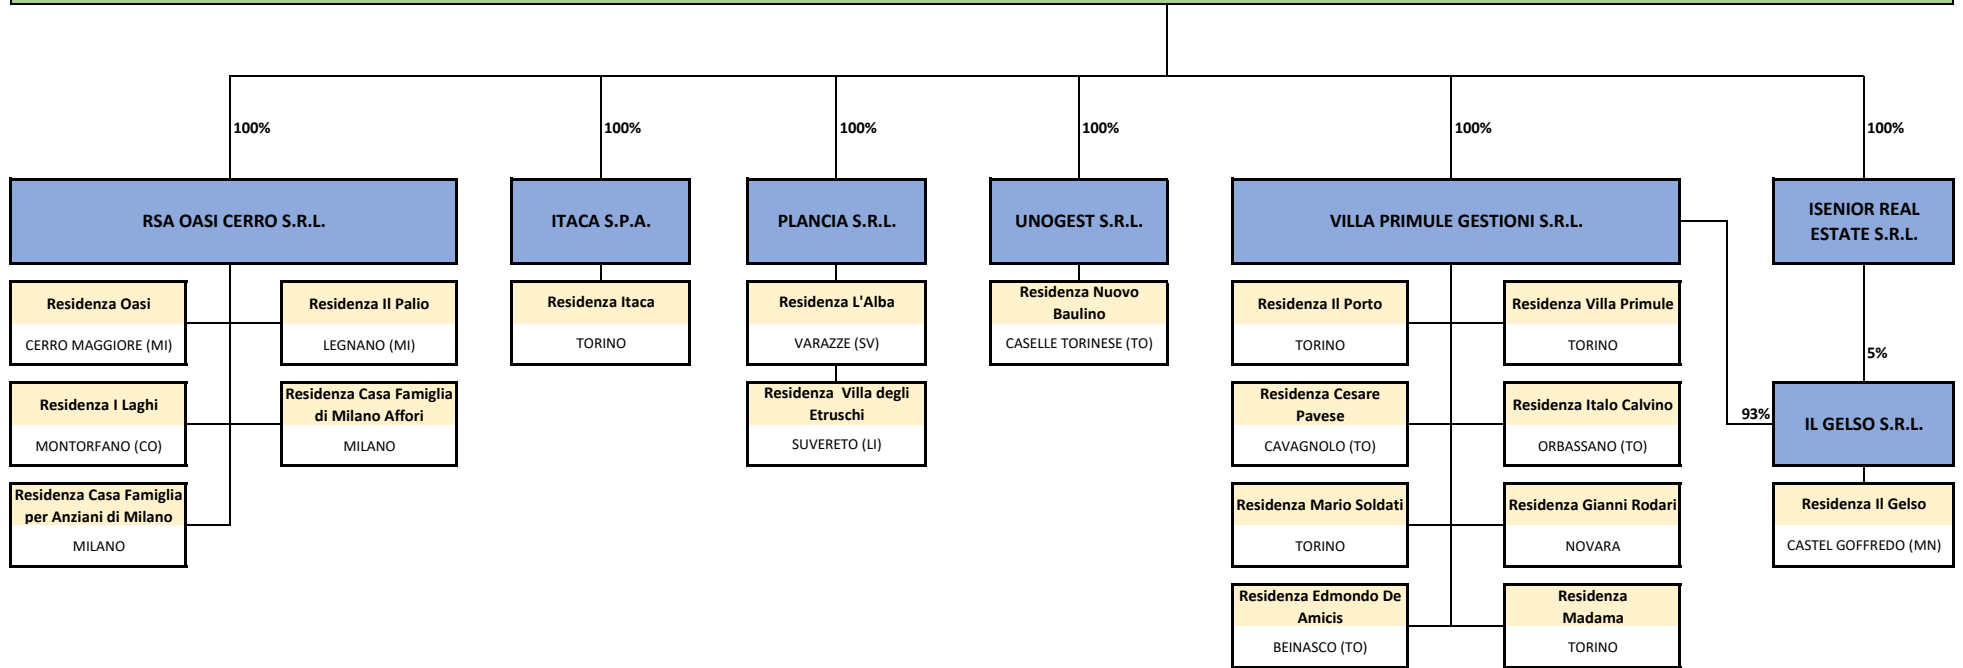 100%
100%
100%
100%
100%
100%
RSA OASI CERRO S.R.L.
ITACA S.P.A.
PLANCIA S.R.L.
UNOGEST S.R.L.
VILLA PRIMULE GESTIONI S.R.L.
ISENIOR REAL
ESTATE S.R.L.
Residenza Oasi
CERRO MAGGIORE (MI)
Residenza Il Palio
LEGNANO (MI)
Residenza Itaca
TORINO
Residenza L'Alba
VARAZZE (SV)
Residenza Nuovo
Baulino
CASELLE TORINESE (TO)
Residenza Il Porto
TORINO
Residenza Villa Primule
TORINO
5%
Residenza I Laghi
MONTORFANO (CO)
Residenza Casa Famiglia
di Milano Affori
MILANO
Residenza  Villa degli
Etruschi
SUVERETO (LI)
Residenza Cesare
Pavese
CAVAGNOLO (TO)
Residenza Italo Calvino
ORBASSANO (TO)
93%
IL GELSO S.R.L.
Residenza Casa Famiglia
per Anziani di Milano
MILANO
Residenza Mario Soldati
TORINO
Residenza Gianni Rodari
NOVARA
Residenza Il Gelso
CASTEL GOFFREDO (MN)
Residenza Edmondo De
Amicis
BEINASCO (TO)
Residenza
Madama
TORINO